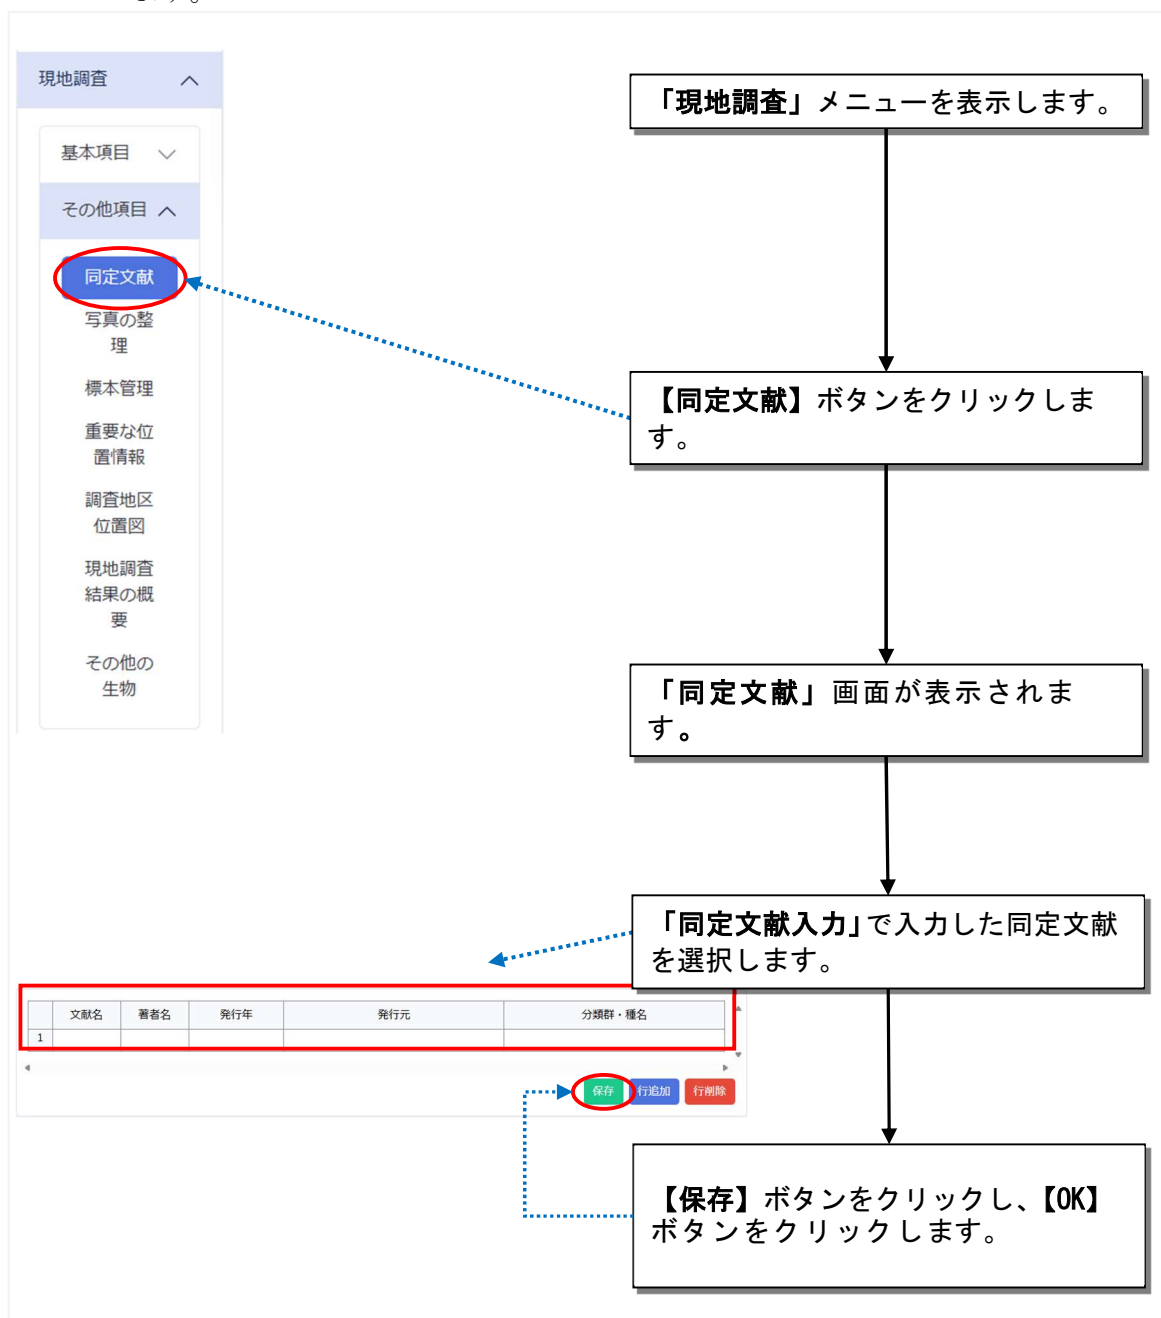 ます。
現地調査
基本項目
その他項目
同定文献
写真の整
理
標本管理
重要な位
置情報
調査地区
位置図
現地調査
結果の概
要
その他の
生物
「現地調査」メニューを表示します。
【同定文献】ボタンをクリックしま
す。
「同定文献」画面が表示されま
す。
「同定文献入力」で入力した同定文献
を選択します。
文献名 著者名 発行年 発行元 分類群・種名
1
保存 行追加 行削除
【保存】ボタンをクリックし、【OK】
ボタンをクリックします。